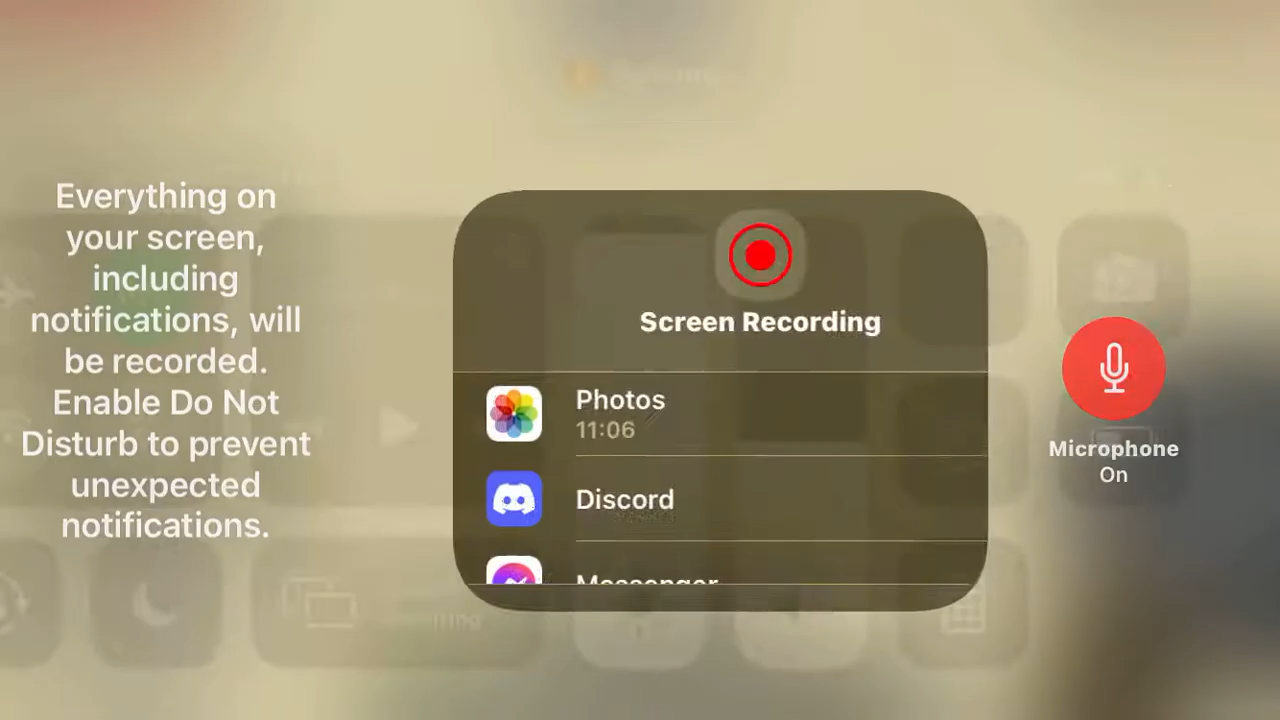 Everything on
your screen,
including
notifications, will
be recorded.
Enable Do Not
Disturb to prevent
unexpected
notifications.
Screen Recording
Photos
11:06
Discord
Messenger
Microphone
On